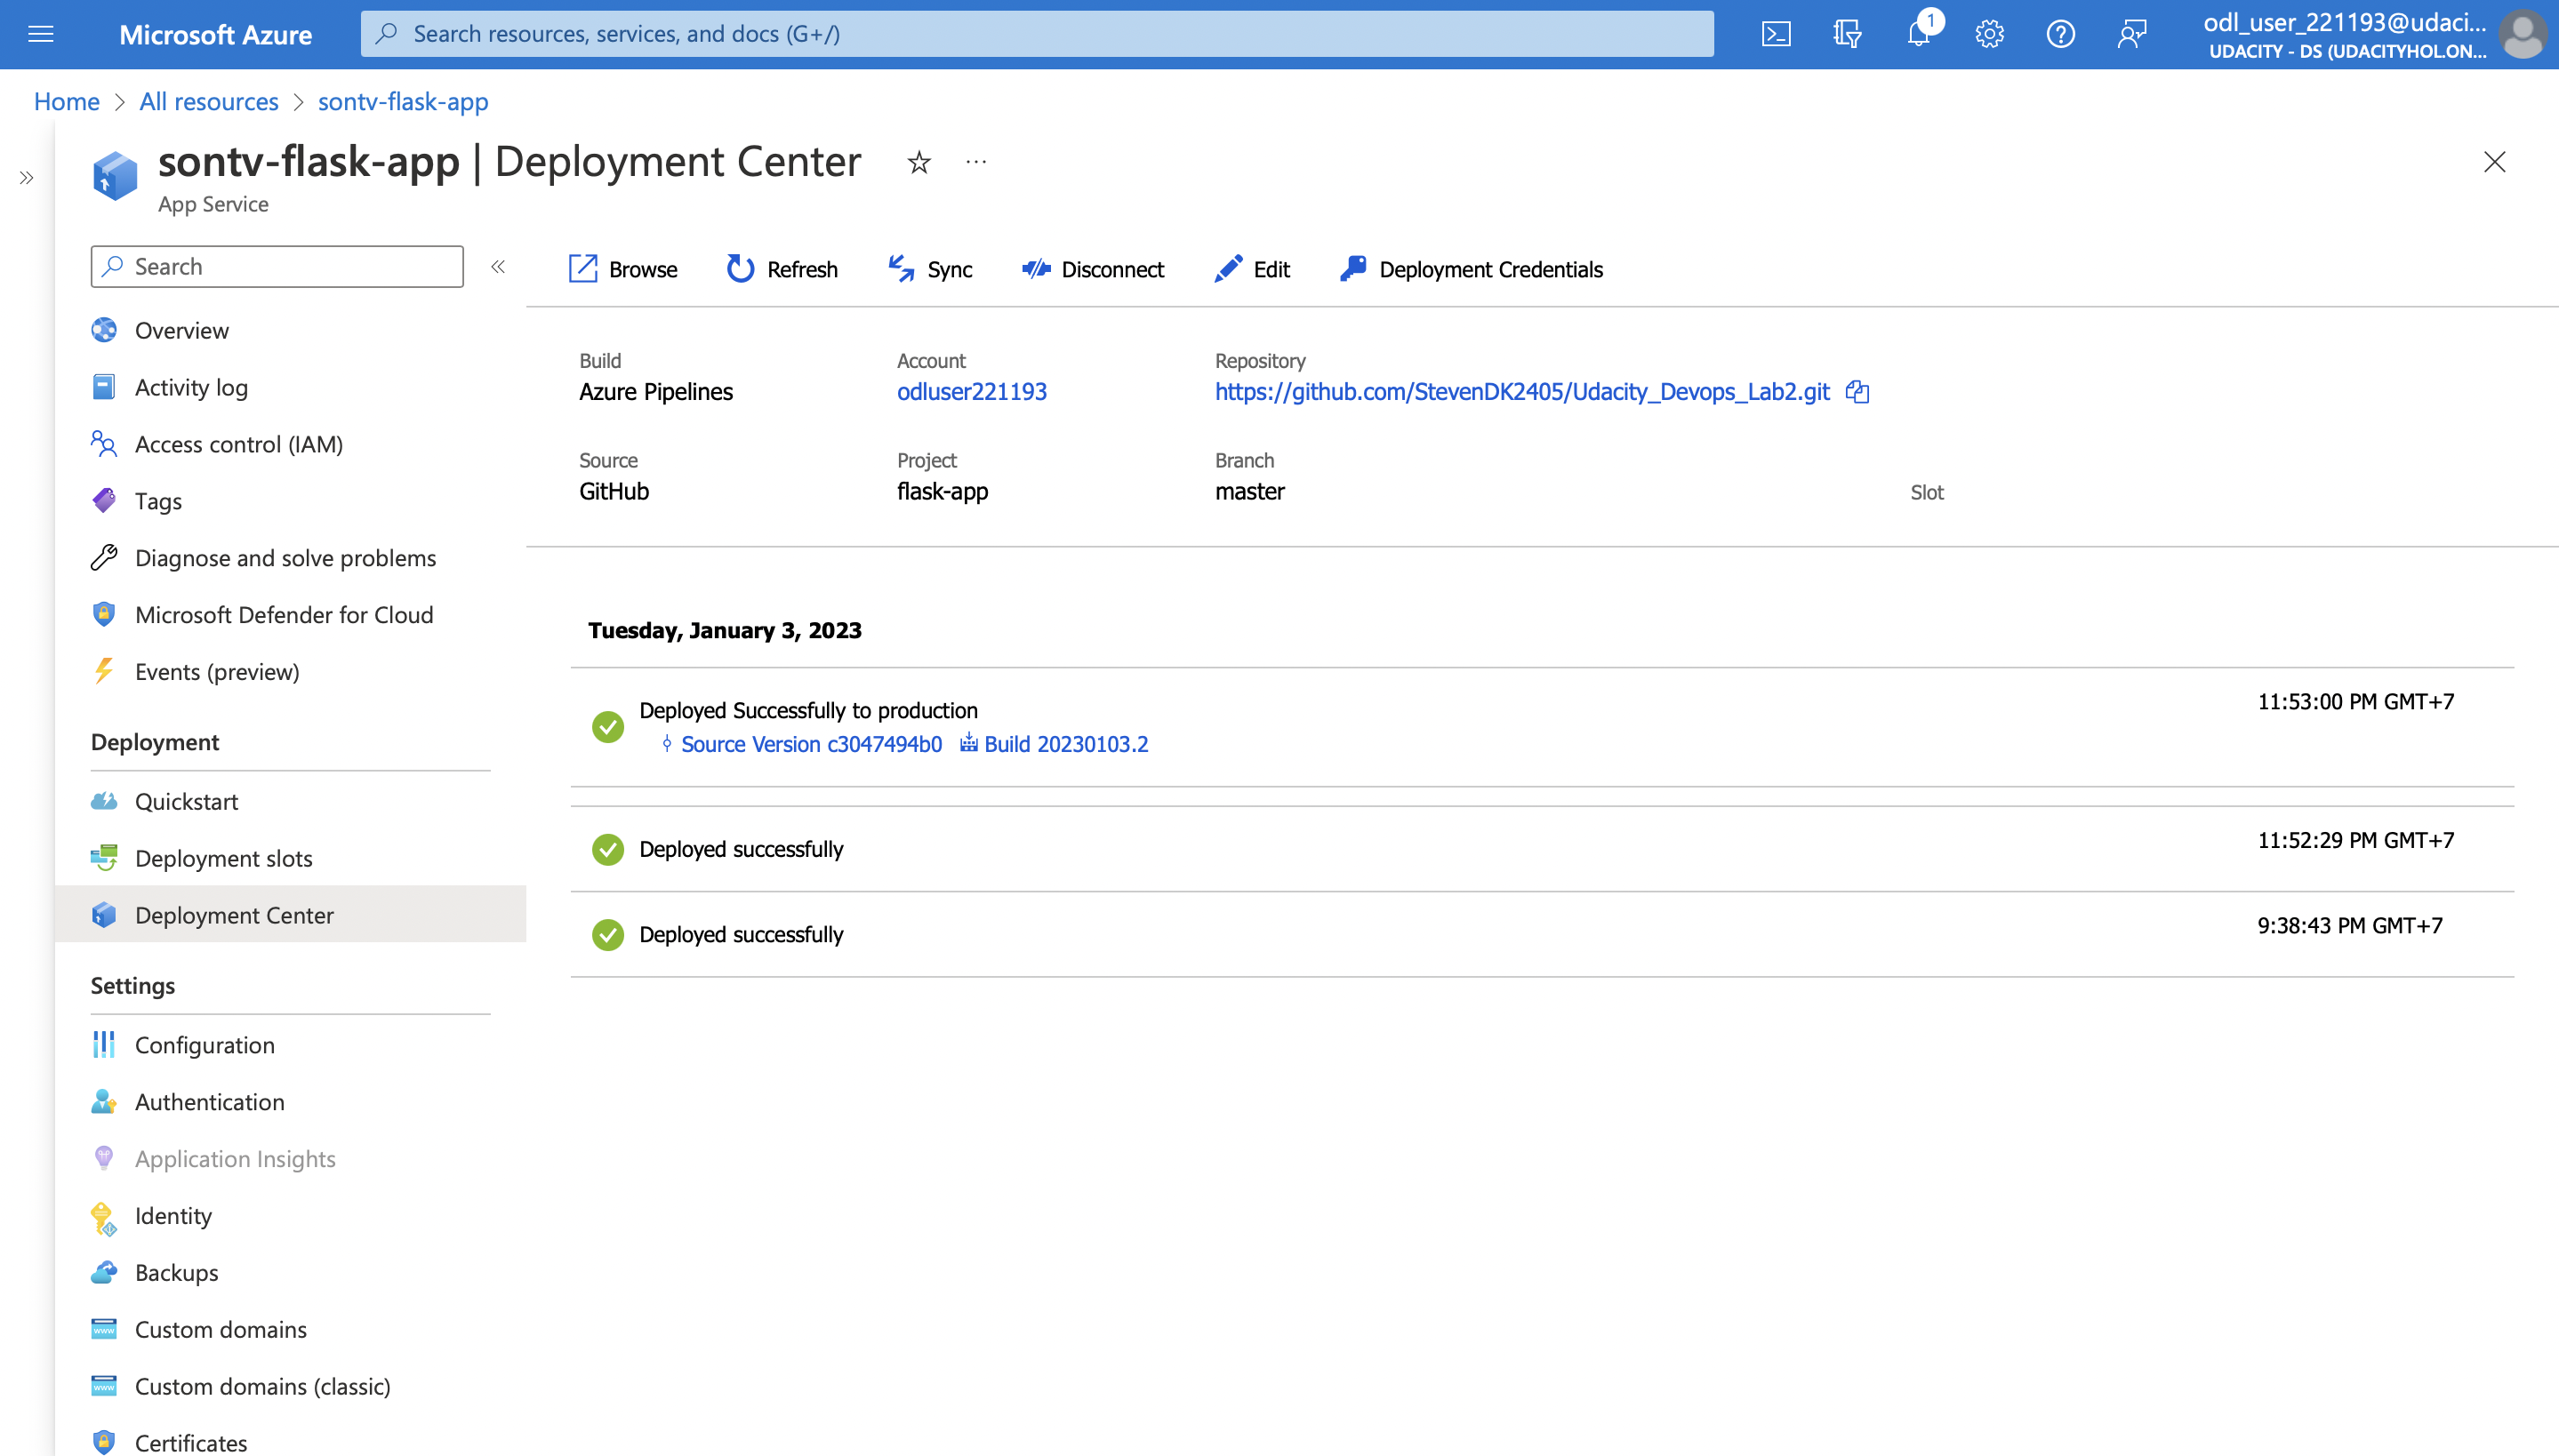 Microsoft Azure
Search resources, services, and docs (G+/)
1
odl_user_221193@udaci...
UDACITY - DS (UDACITYHOL.ON...
Home > All resources > sontv-flask-app
sontv-flask-app | Deployment Center
App Service
Search
Browse
Refresh
Sync
Disconnect
Edit
Deployment Credentials
Overview
Activity log
Access control (IAM)
Tags
Diagnose and solve problems
Microsoft Defender for Cloud
Events (preview)
Deployment
Quickstart
Deployment slots
Deployment Center
Settings
Configuration
Authentication
Application Insights
Identity
Backups
Custom domains
Custom domains (classic)
Certificates
Build
Azure Pipelines
Account
odluser221193
Repository
https://github.com/StevenDK2405/Udacity_Devops_Lab2.git
Source
GitHub
Project
flask-app
Branch
master
Slot
Tuesday, January 3, 2023
Deployed Successfully to production
11:53:00 PM GMT+7
Source Version c3047494b0 Build 20230103.2
Deployed successfully
11:52:29 PM GMT+7
Deployed successfully
9:38:43 PM GMT+7